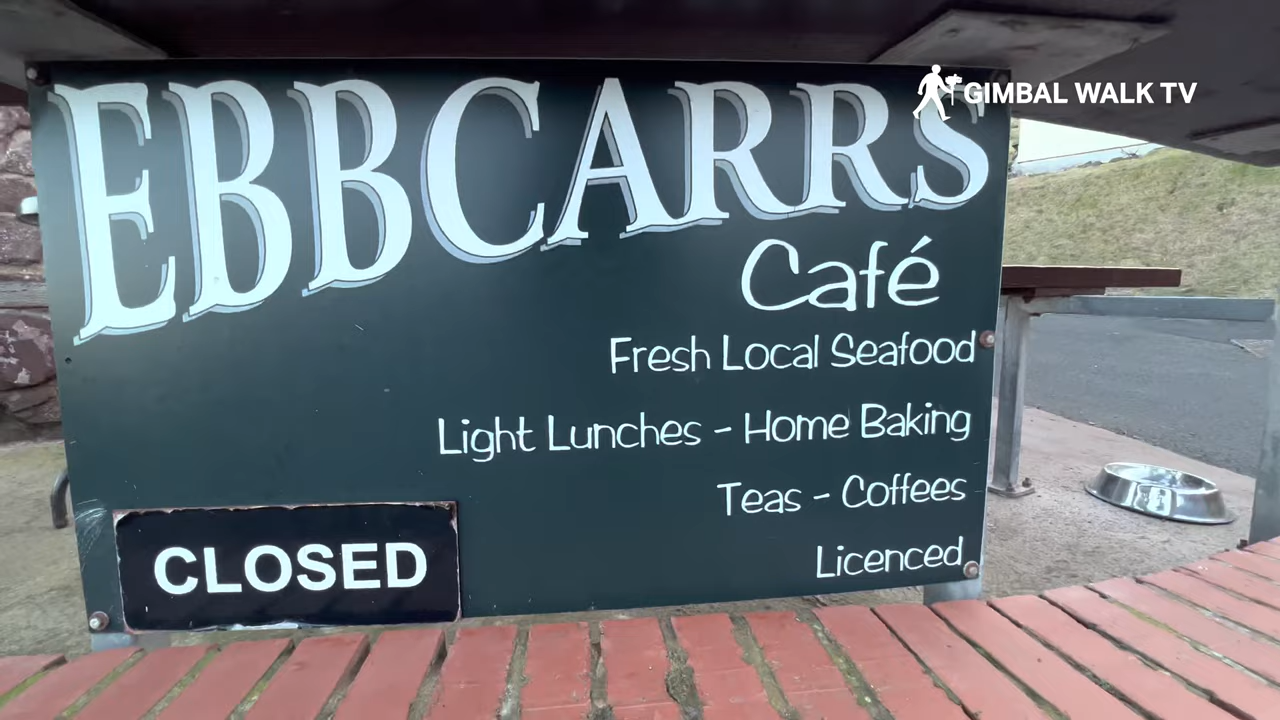 GIMBAL WALK TV
EBBCARRS
Café
Fresh Local Seafood
Light Lunches - Home Baking
Teas - Coffees
Licenced
CLOSED